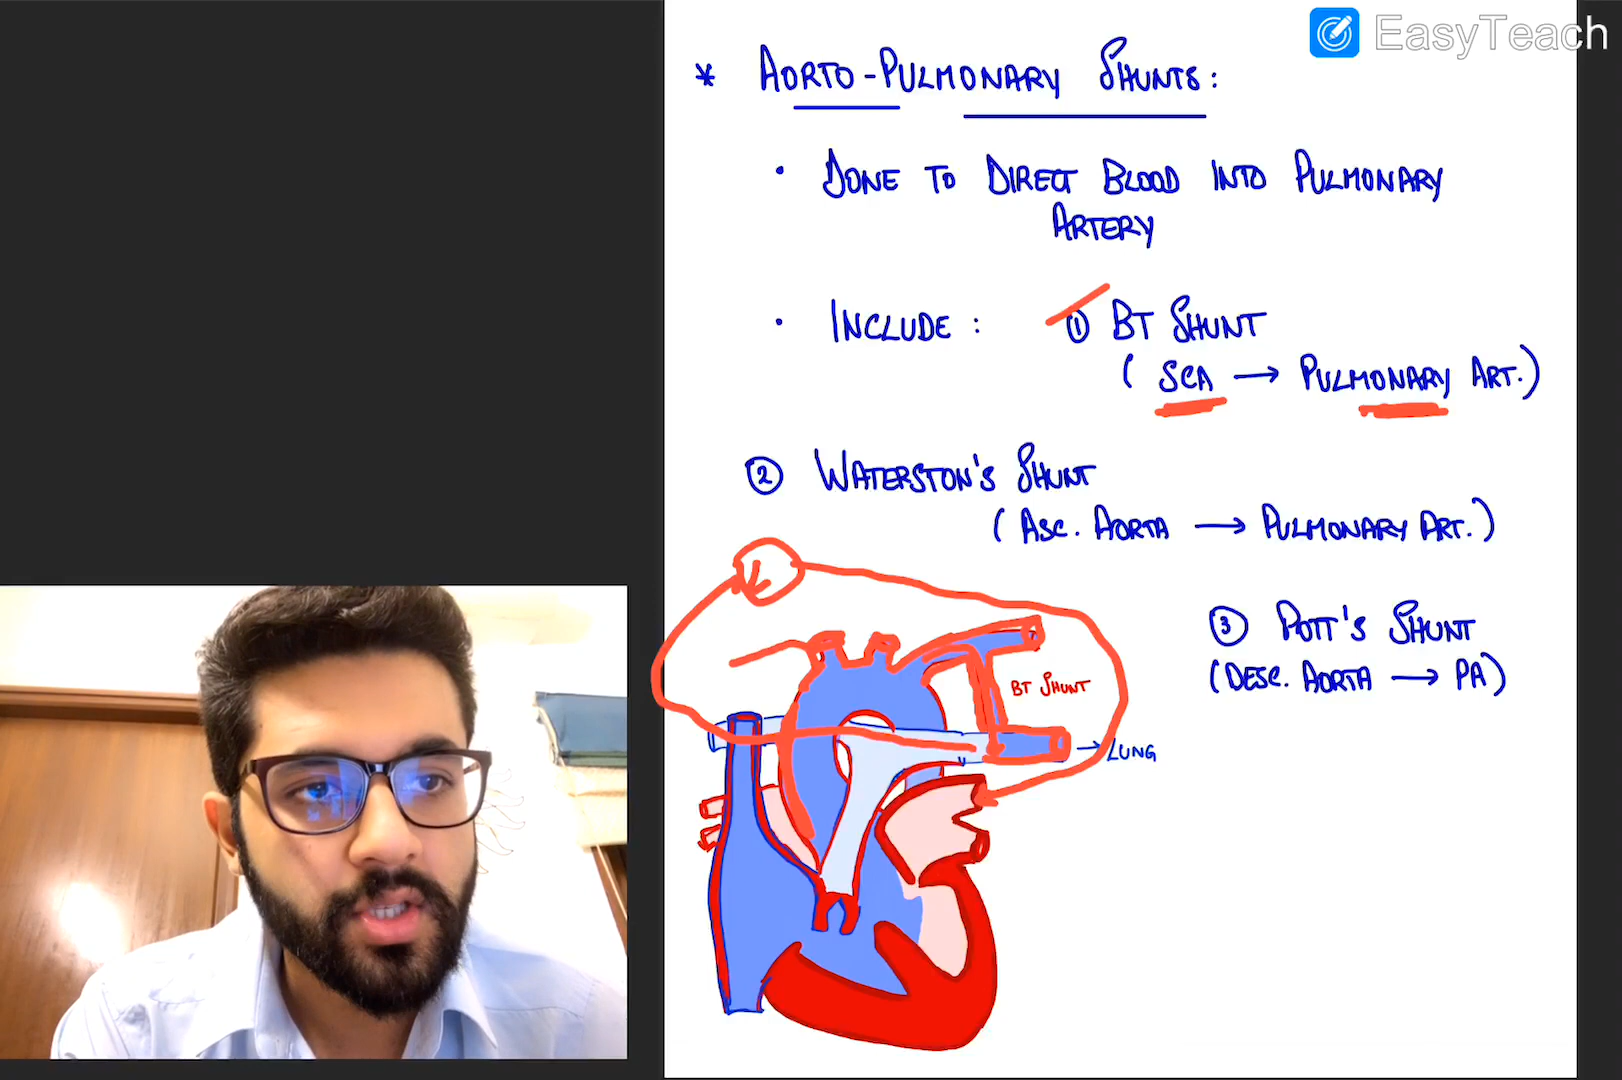 EasyTeach
* AORTO-PULMONARY SHUNTS:
• DONE TO DIRECT BLOOD INTO PULMONARY
ARTERY
• INCLUDE: ① BT SHUNT
(SCA → PULMONARY ART.)
② WATERSTON'S SHUNT
(ASC. AORTA → PULMONARY ART.)
③ POTT'S SHUNT
(DESC. AORTA → PA)
BT SHUNT
→ LUNG